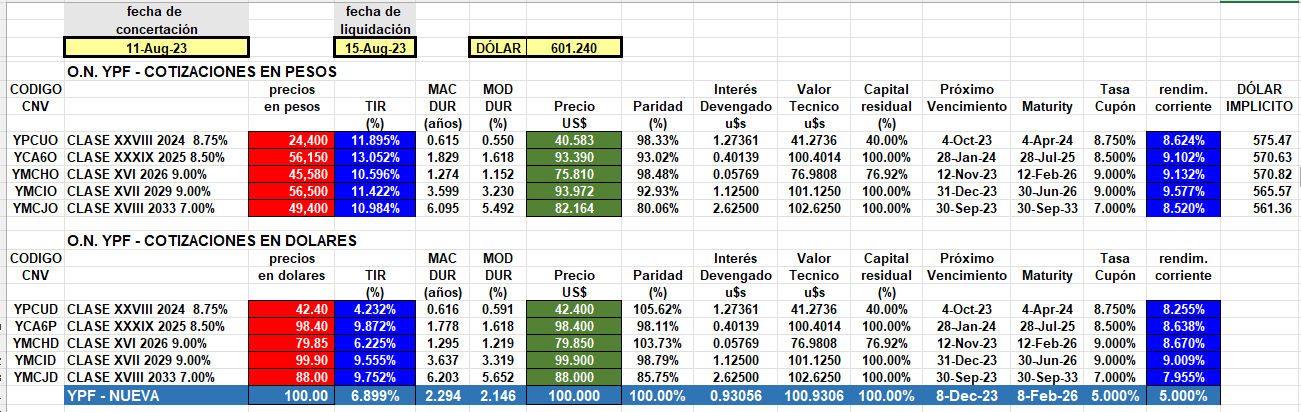 fecha de fecha de
concertación liquidación
11-Aug-23 15-Aug-23 DÓLAR 601.240
O.N. YPF - COTIZACIONES EN PESOS
CODIGO precios MAC MOD Interés Valor Capital Próximo Tasa rendim. DÓLAR
CNV en pesos TIR DUR DUR Precio Paridad Devengado Tecnico residual Vencimiento Maturity Cupón corriente IMPLICITO
(%) (años) (%) US$ (%) u$s u$s (%)
YPCUO CLASE XXVIII 2024 8.75% 24,400 11.895% 0.615 0.550 40.583 98.33% 1.27361 41.2736 40.00% 4-Oct-23 4-Apr-24 8.750% 8.624% 575.47
YCA6O CLASE XXXIX 2025 8.50% 56,150 13.052% 1.829 1.618 93.390 93.02% 0.40139 100.4014 100.00% 28-Jan-24 28-Jul-25 8.500% 9.102% 570.63
YMCHO CLASE XVI 2026 9.00% 45,580 10.596% 1.274 1.152 75.810 98.48% 0.05769 76.9808 76.92% 12-Nov-23 12-Feb-26 9.000% 9.132% 570.82
YMCIO CLASE XVII 2029 9.00% 56,500 11.422% 3.599 3.230 93.972 92.93% 1.12500 101.1250 100.00% 31-Dec-23 30-Jun-26 9.000% 9.577% 565.57
YMCJO CLASE XVIII 2033 7.00% 49,400 10.984% 6.095 5.492 82.164 80.06% 2.62500 102.6250 100.00% 30-Sep-23 30-Sep-33 7.000% 8.520% 561.36
O.N. YPF - COTIZACIONES EN DOLARES
CODIGO precios MAC MOD Interés Valor Capital Próximo Tasa rendim.
CNV en dolares TIR DUR DUR Precio Paridad Devengado Tecnico residual Vencimiento Maturity Cupón corriente
(%) (años) (%) US$ (%) u$s u$s (%)
YPCUD CLASE XXVIII 2024 8.75% 42.40 4.232% 0.616 0.591 42.400 105.62% 1.27361 41.2736 40.00% 4-Oct-23 4-Apr-24 8.750% 8.255%
YCA6P CLASE XXXIX 2025 8.50% 98.40 9.872% 1.778 1.618 98.400 98.11% 0.40139 100.4014 100.00% 28-Jan-24 28-Jul-25 8.500% 8.638%
YMCHD CLASE XVI 2026 9.00% 79.85 6.225% 1.295 1.219 79.850 103.73% 0.05769 76.9808 76.92% 12-Nov-23 12-Feb-26 9.000% 8.670%
YMCID CLASE XVII 2029 9.00% 99.90 9.555% 3.637 3.319 99.900 98.79% 1.12500 101.1250 100.00% 31-Dec-23 30-Jun-26 9.000% 9.009%
YMCJD CLASE XVIII 2033 7.00% 88.00 9.752% 6.203 5.652 88.000 85.75% 2.62500 102.6250 100.00% 30-Sep-23 30-Sep-33 7.000% 7.955%
YPF - NUEVA 100.00 6.899% 2.294 2.146 100.000 100.00% 0.93056 100.9306 100.00% 8-Dec-23 8-Feb-26 5.000% 5.000%